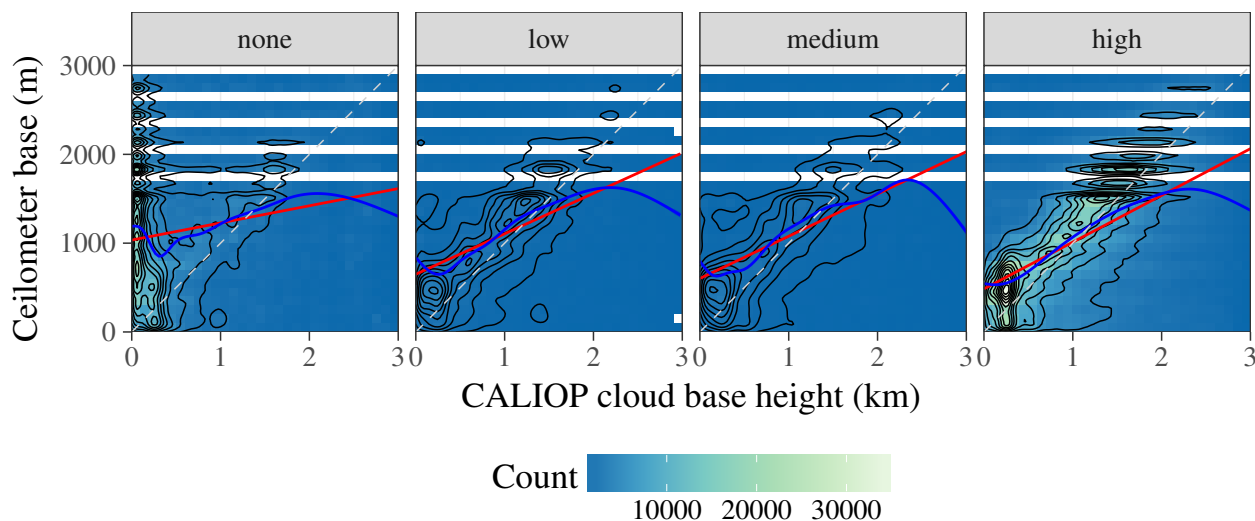 none low medium high
Ceilometer base (m)
3000
2000
1000
0
0 1 2 3 0 1 2 3 0 1 2 3 0 1 2 3
CALIOP cloud base height (km)
Count
10000 20000 30000